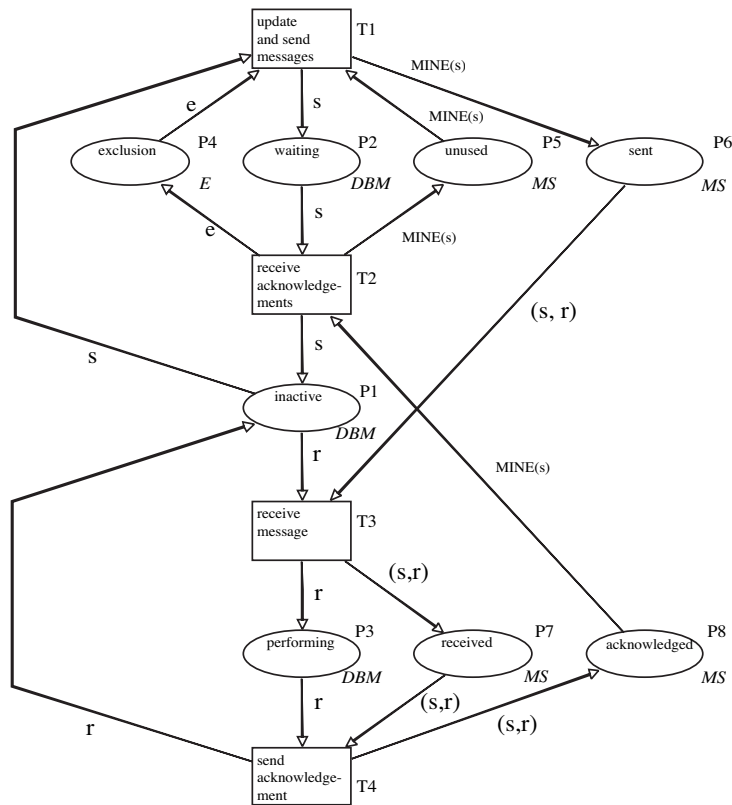 update
and send
messages
T1
MINE(s)
e
s
MINE(s)
exclusion
P4
E
waiting
P2
DBM
unused
P5
MS
sent
P6
MS
e
s
MINE(s)
receive
acknowledge-
ments
T2
(s, r)
s
s
inactive
P1
DBM
r
MINE(s)
receive
message
T3
r
(s,r)
performing
P3
DBM
received
P7
MS
acknowledged
P8
MS
r
(s,r)
(s,r)
r
send
acknowledge-
ment
T4